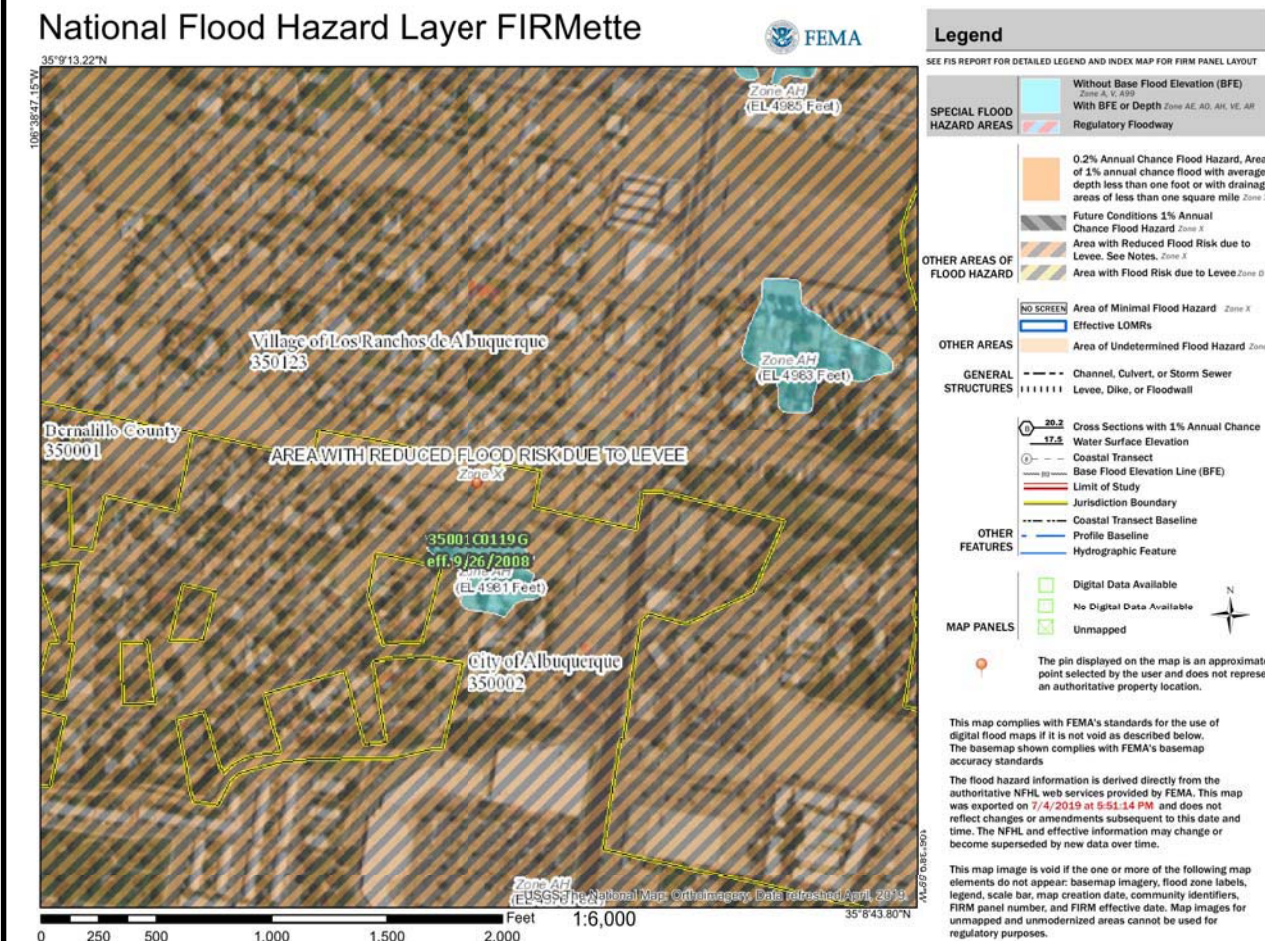 National Flood Hazard Layer FIRMette
FEMA
35°9'13.22"N
106°38'47.15"W
Zone AH
(EL 4985 Feet)
Village of Los Ranchos de Albuquerque
350123
Zone AH
(EL 4983 Feet)
Bernalillo County
350001
AREA WITH REDUCED FLOOD RISK DUE TO LEVEE
Zone X
35001C0119G
eff. 9/26/2008
Zone AH
(EL 4981 Feet)
City of Albuquerque
350002
Zone AH
USGS The National Map: Orthoimagery. Data refreshed April, 2019.
35°8'43.80"N
Feet
1:6,000
0 250 500 1,000 1,500 2,000
Legend
SEE FIS REPORT FOR DETAILED LEGEND AND INDEX MAP FOR FIRM PANEL LAYOUT
SPECIAL FLOOD
HAZARD AREAS
Without Base Flood Elevation (BFE)
Zone A, V, A99
With BFE or Depth Zone AE, AO, AH, VE, AR
Regulatory Floodway
OTHER AREAS OF
FLOOD HAZARD
0.2% Annual Chance Flood Hazard, Area
of 1% annual chance flood with average
depth less than one foot or with drainag
areas of less than one square mile Zone
Future Conditions 1% Annual
Chance Flood Hazard Zone X
Area with Reduced Flood Risk due to
Levee. See Notes. Zone X
Area with Flood Risk due to Levee Zone D
OTHER AREAS
NO SCREEN Area of Minimal Flood Hazard Zone X
Effective LOMRs
Area of Undetermined Flood Hazard Zone
GENERAL
STRUCTURES
Channel, Culvert, or Storm Sewer
Levee, Dike, or Floodwall
OTHER
FEATURES
B 20.2 Cross Sections with 1% Annual Chance
17.5 Water Surface Elevation
8 Coastal Transect
Base Flood Elevation Line (BFE)
Limit of Study
Jurisdiction Boundary
Coastal Transect Baseline
Profile Baseline
Hydrographic Feature
MAP PANELS
Digital Data Available
No Digital Data Available
Unmapped
N
The pin displayed on the map is an approximat
point selected by the user and does not represe
an authoritative property location.
This map complies with FEMA's standards for the use of
digital flood maps if it is not void as described below.
The basemap shown complies with FEMA's basemap
accuracy standards
The flood hazard information is derived directly from the
authoritative NFHL web services provided by FEMA. This map
was exported on 7/4/2019 at 5:51:14 PM and does not
reflect changes or amendments subsequent to this date and
time. The NFHL and effective information may change or
become superseded by new data over time.
This map image is void if the one or more of the following map
elements do not appear: basemap imagery, flood zone labels,
legend, scale bar, map creation date, community identifiers,
FIRM panel number, and FIRM effective date. Map images for
unmapped and unmodernized areas cannot be used for
regulatory purposes.